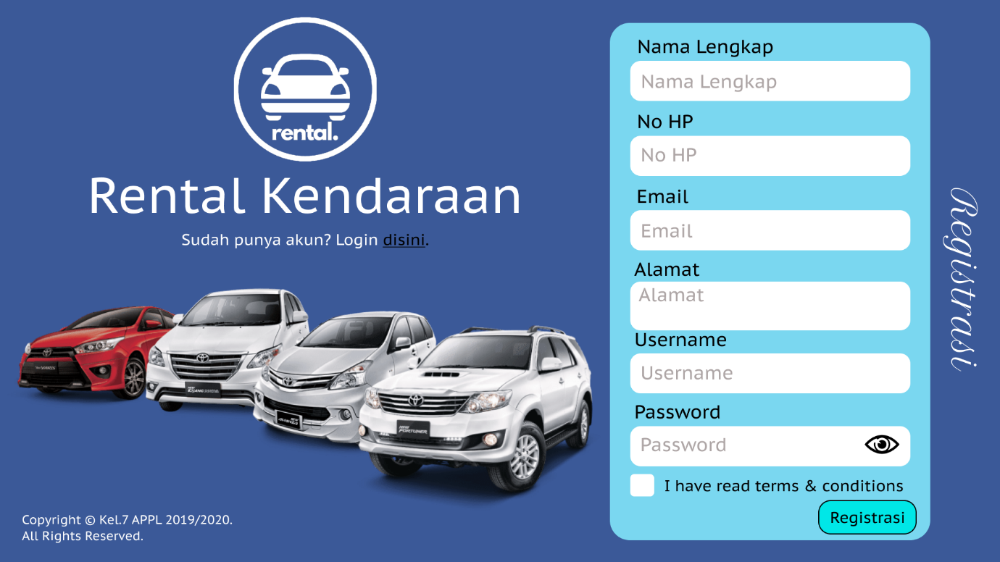 rental.
Rental Kendaraan
Sudah punya akun? Login disini.
NEW FORTUNER
Copyright © Kel.7 APPL 2019/2020.
All Rights Reserved.
Nama Lengkap
Nama Lengkap
No HP
No HP
Email
Email
Alamat
Alamat
Username
Username
Password
Password
I have read terms & conditions
Registrasi
Registrasi